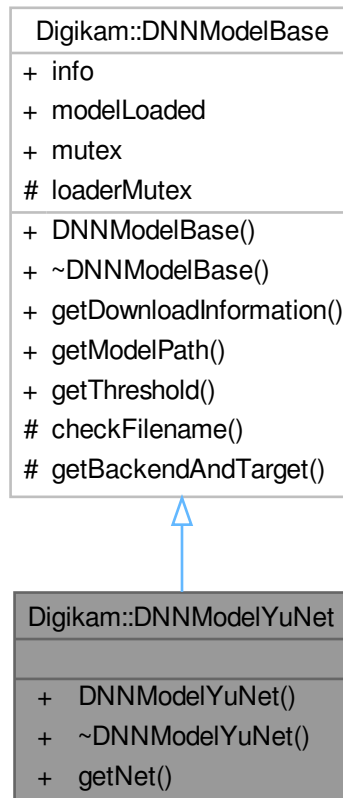 Digikam::DNNModelBase
+ info
+ modelLoaded
+ mutex
# loaderMutex
+ DNNModelBase()
+ ~DNNModelBase()
+ getDownloadInformation()
+ getModelPath()
+ getThreshold()
# checkFilename()
# getBackendAndTarget()
Digikam::DNNModelYuNet
+ DNNModelYuNet()
+ ~DNNModelYuNet()
+ getNet()